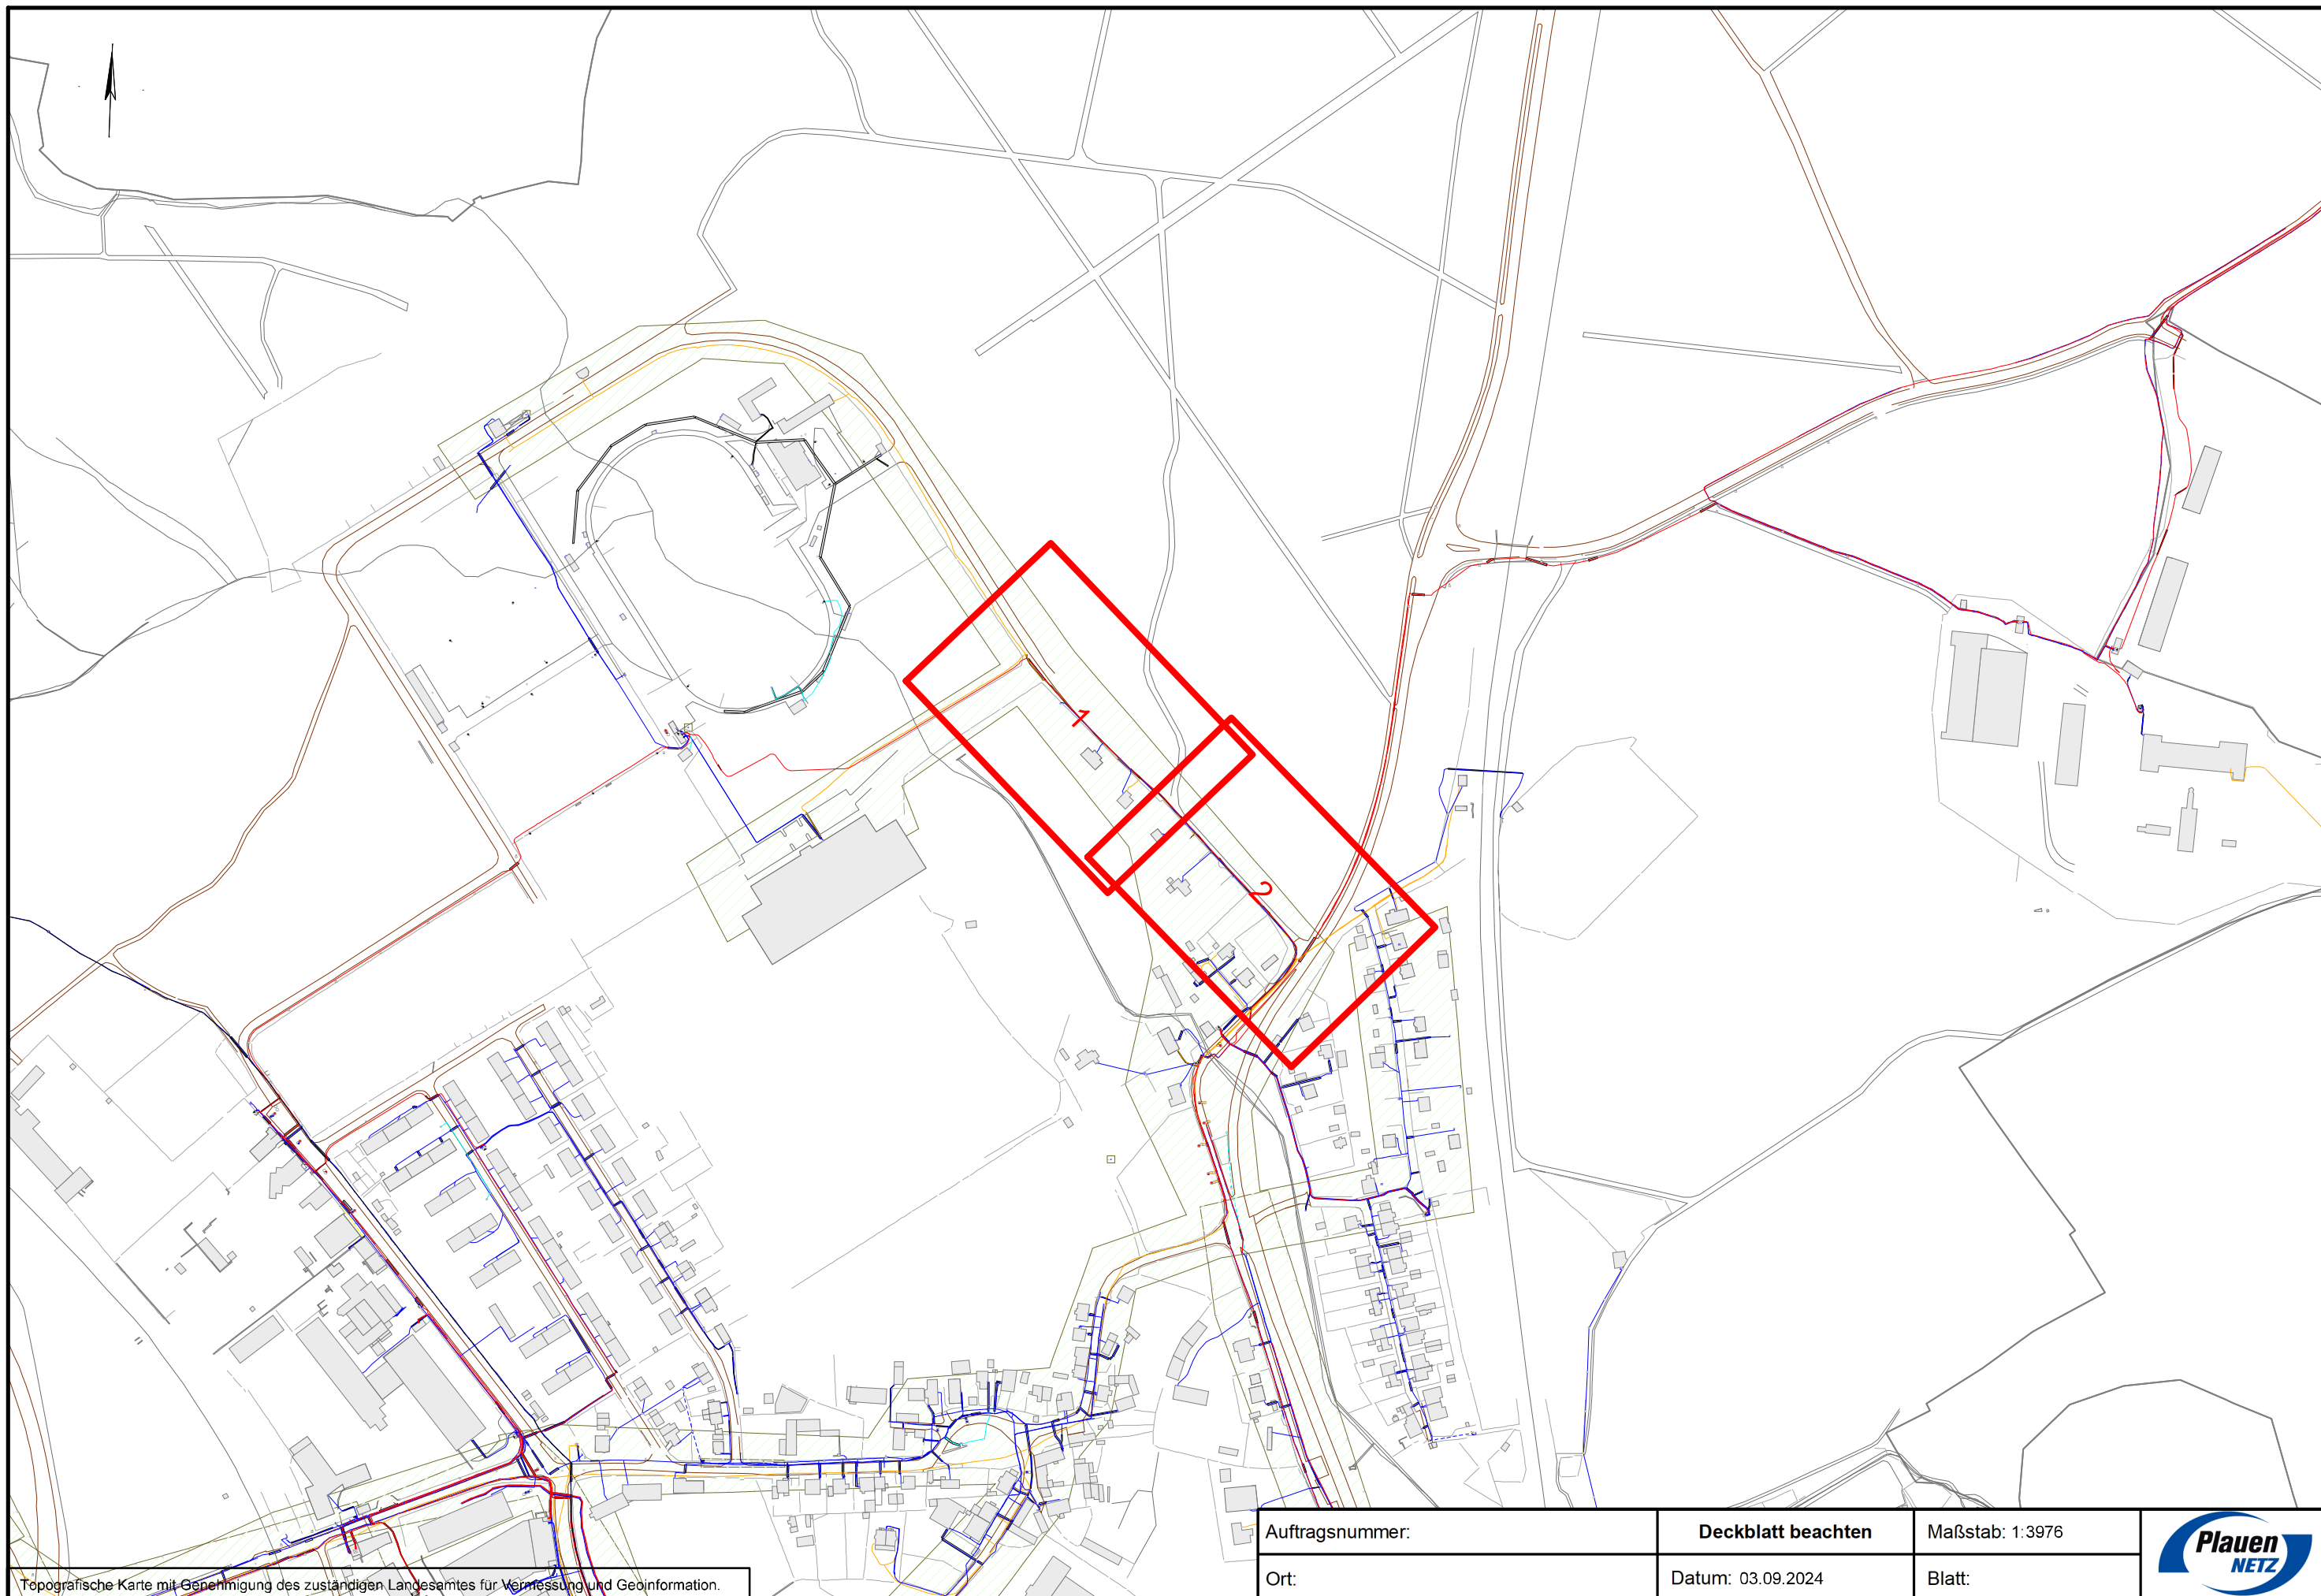 1
2
Auftragsnummer:
Deckblatt beachten
Maßstab: 1:3976
Plauen
NETZ
Ort:
Datum: 03.09.2024
Blatt:
Topografische Karte mit Genehmigung des zuständigen Landesamtes für Vermessung und Geoinformation.